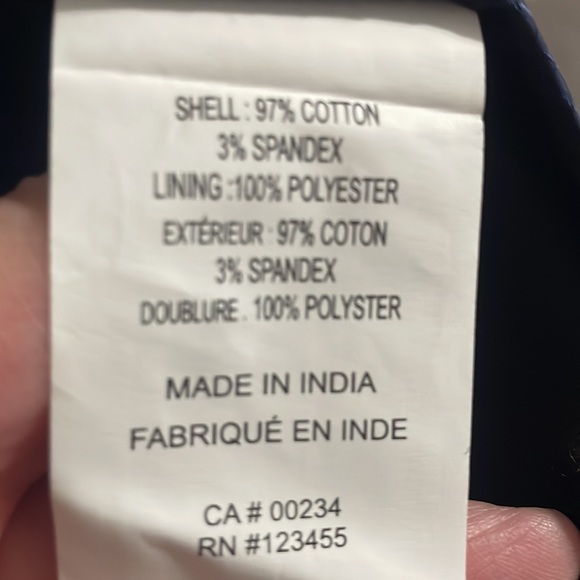 SHELL : 97% COTTON
3% SPANDEX
LINING :100% POLYESTER
EXTÉRIEUR : 97% COTON
3% SPANDEX
DOUBLURE . 100% POLYSTER
MADE IN INDIA
FABRIQUÉ EN INDE
CA # 00234
RN #123455